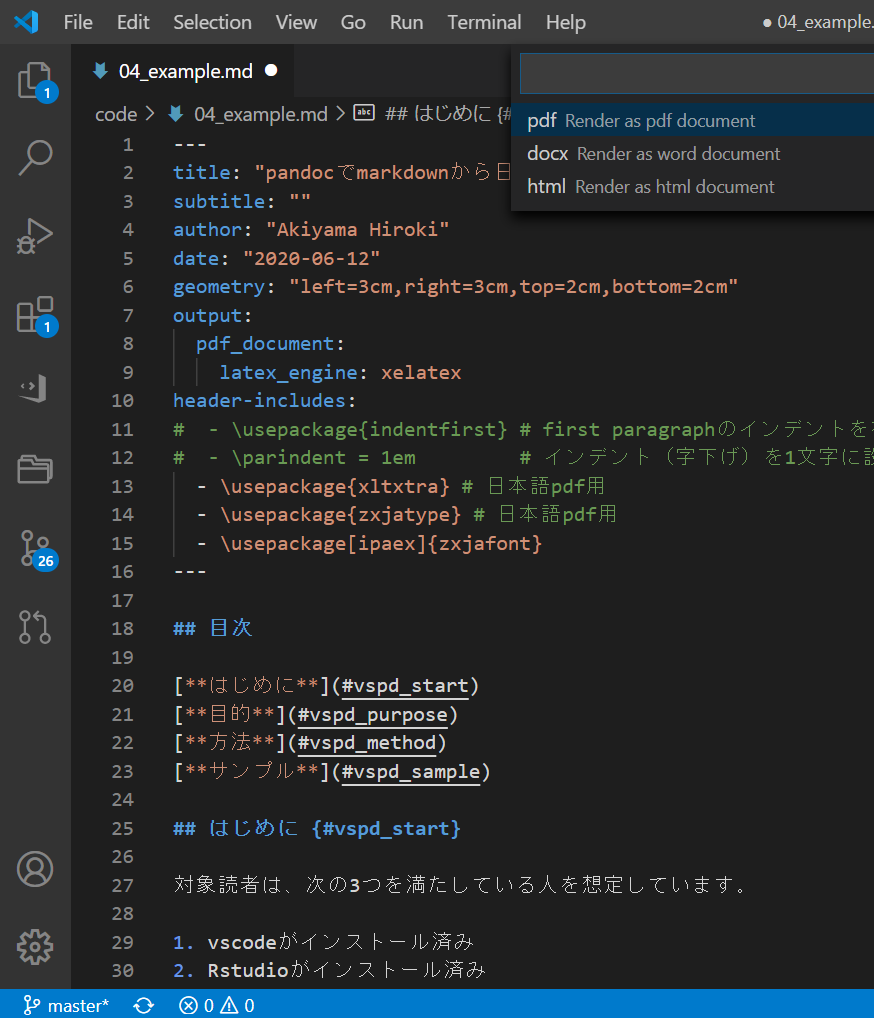 File Edit Selection View Go Run Terminal Help ● 04_example.
04_example.md
code > 04_example.md > ## はじめに {#
pdf Render as pdf document
docx Render as word document
html Render as html document
1 ---
2 title: "pandocでmarkdownから日
3 subtitle: ""
4 author: "Akiyama Hiroki"
5 date: "2020-06-12"
6 geometry: "left=3cm,right=3cm,top=2cm,bottom=2cm"
7 output:
8 pdf_document:
9 latex_engine: xelatex
10 header-includes:
11 #  - \usepackage{indentfirst} # first paragraphのインデントを
12 #  - \parindent = 1em         # インデント（字下げ）を1文字に設
13 - \usepackage{xltxtra} # 日本語pdf用
14 - \usepackage{zxjatype} # 日本語pdf用
15 - \usepackage[ipaex]{zxjafont}
16 ---
17
18 ## 目次
19
20 [**はじめに**](#vspd_start)
21 [**目的**](#vspd_purpose)
22 [**方法**](#vspd_method)
23 [**サンプル**](#vspd_sample)
24
25 ## はじめに {#vspd_start}
26
27 対象読者は、次の3つを満たしている人を想定しています。
28
29 1. vscodeがインストール済み
30 2. Rstudioがインストール済み
1
1
26
master* 0 0